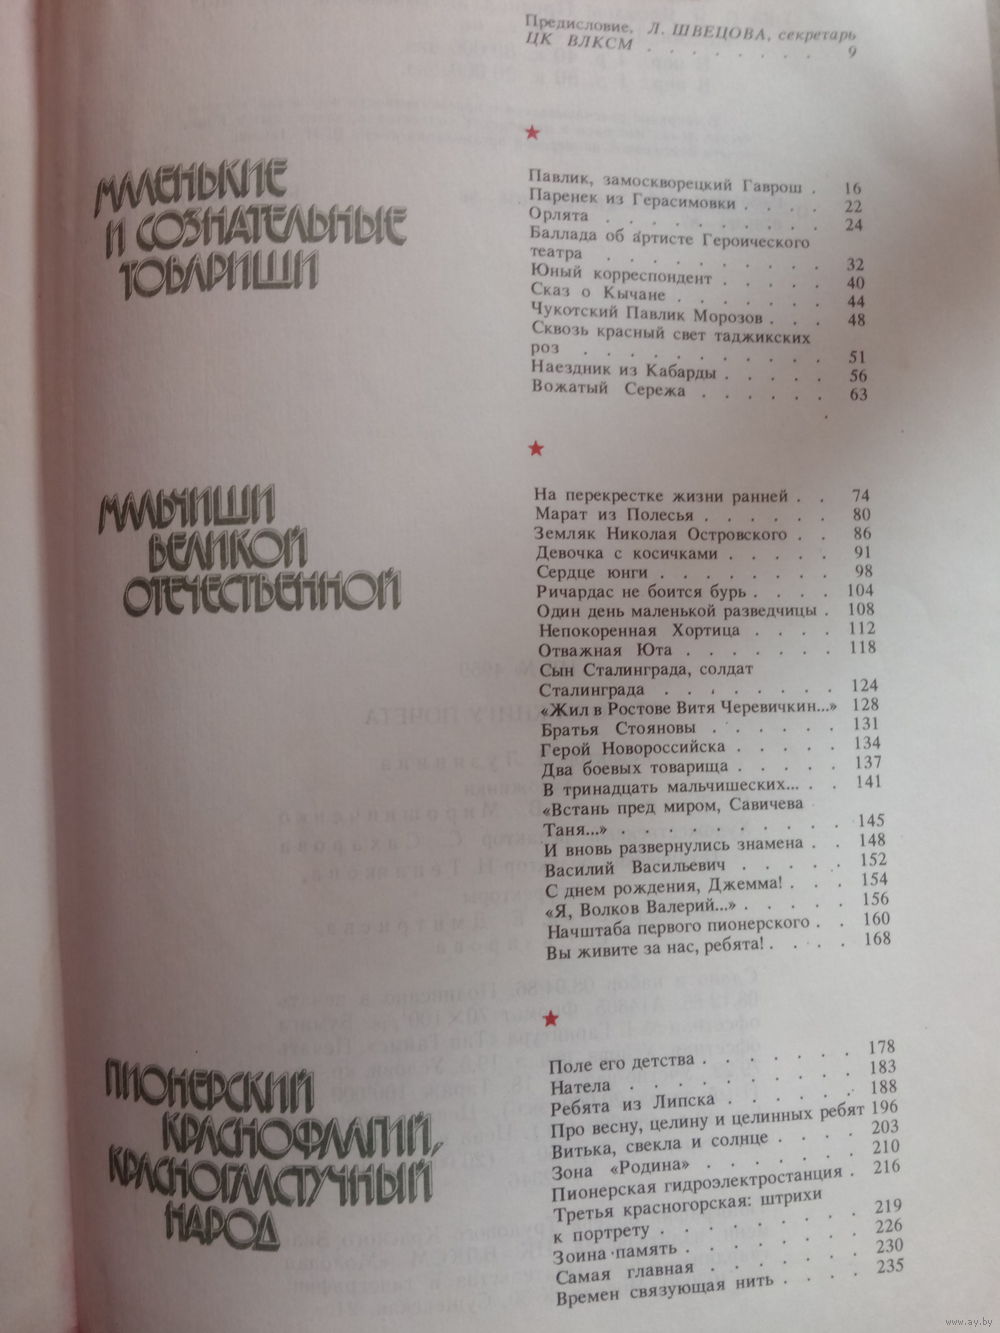 Предисловие, Л. ШВЕЦОВА, секретарь
ЦК ВЛКСМ . . . . . . . . 9
МАЛЕНЬКИЕ
И СОЗНАТЕЛЬНЫЕ
ТОВАРИЩИ
Павлик, замоскворецкий Гаврош . 16
Паренек из Герасимовки . . . . 22
Орлята . . . . . . . . . 24
Баллада об артисте Героического
театра . . . . . . . . . . 32
Юный корреспондент . . . . . 40
Сказ о Кычане . . . . . . . 44
Чукотский Павлик Морозов . . . 48
Сквозь красный свет таджикских
роз . . . . . . . . . . 51
Наездник из Кабарды . . . . . 56
Вожатый Сережа . . . . . . 63
МАЛЬЧИШИ
ВЕЛИКОЙ
ОТЕЧЕСТВЕННОЙ
На перекрестке жизни ранней . . 74
Марат из Полесья . . . . . . 80
Земляк Николая Островского . . 86
Девочка с косичками . . . . . 91
Сердце юнги . . . . . . . . 98
Ричардас не боится бурь . . . . 104
Один день маленькой разведчицы . 108
Непокоренная Хортица . . . . 112
Отважная Юта . . . . . . . 118
Сын Сталинграда, солдат
Сталинграда . . . . . . . 124
«Жил в Ростове Витя Черевичкин...» 128
Братья Стояновы . . . . . . 131
Герой Новороссийска . . . . . 134
Два боевых товарища . . . . . 137
В тринадцать мальчишеских... . . 141
«Встань пред миром, Савичева
Таня...» . . . . . . . . . . 145
И вновь развернулись знамена . . 148
Василий Васильевич . . . . . 152
С днем рождения, Джемма! . . . 154
«Я, Волков Валерий...» . . . . . 156
Начштаба первого пионерского . . 160
Вы живите за нас, ребята! . . . . 168
ПИОНЕРСКИЙ
КРАСНОФЛАГИЙ,
КРАСНОГАЛСТУЧНЫЙ
НАРОД
Поле его детства . . . . . . . 178
Натела . . . . . . . . . . 183
Ребята из Липска . . . . . . 188
Про весну, целину и целинных ребят 196
Витька, свекла и солнце . . . . 203
Зона «Родина» . . . . . . . 210
Пионерская гидроэлектростанция . 216
Третья красногорская: штрихи
к портрету . . . . . . . . 219
Зоина память . . . . . . . . 226
Самая главная . . . . . . . 230
Времен связующая нить . . . . 235
www.ay.by